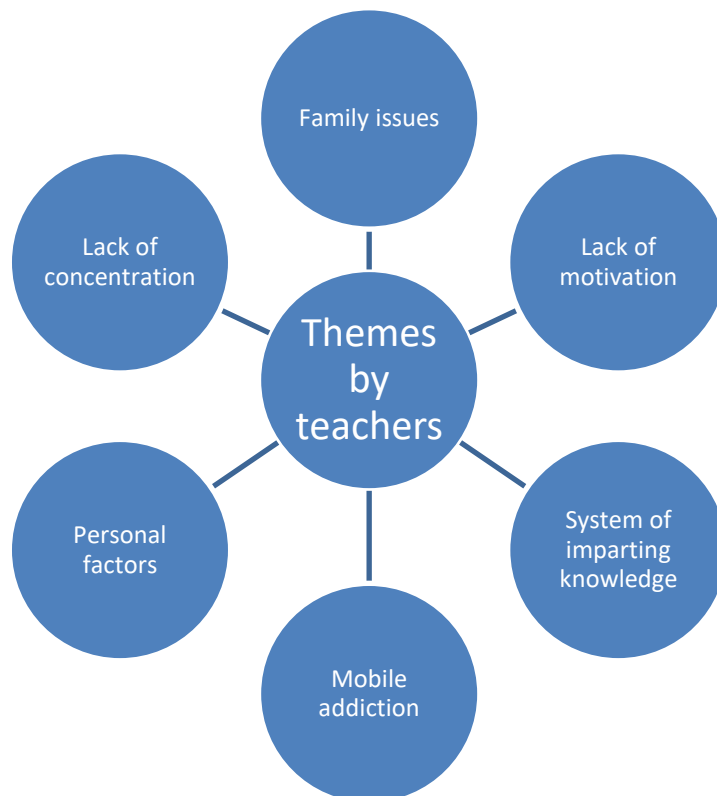 Family issues
Lack of
concentration
Lack of
motivation
Themes
by
teachers
Personal
factors
System of
imparting
knowledge
Mobile
addiction